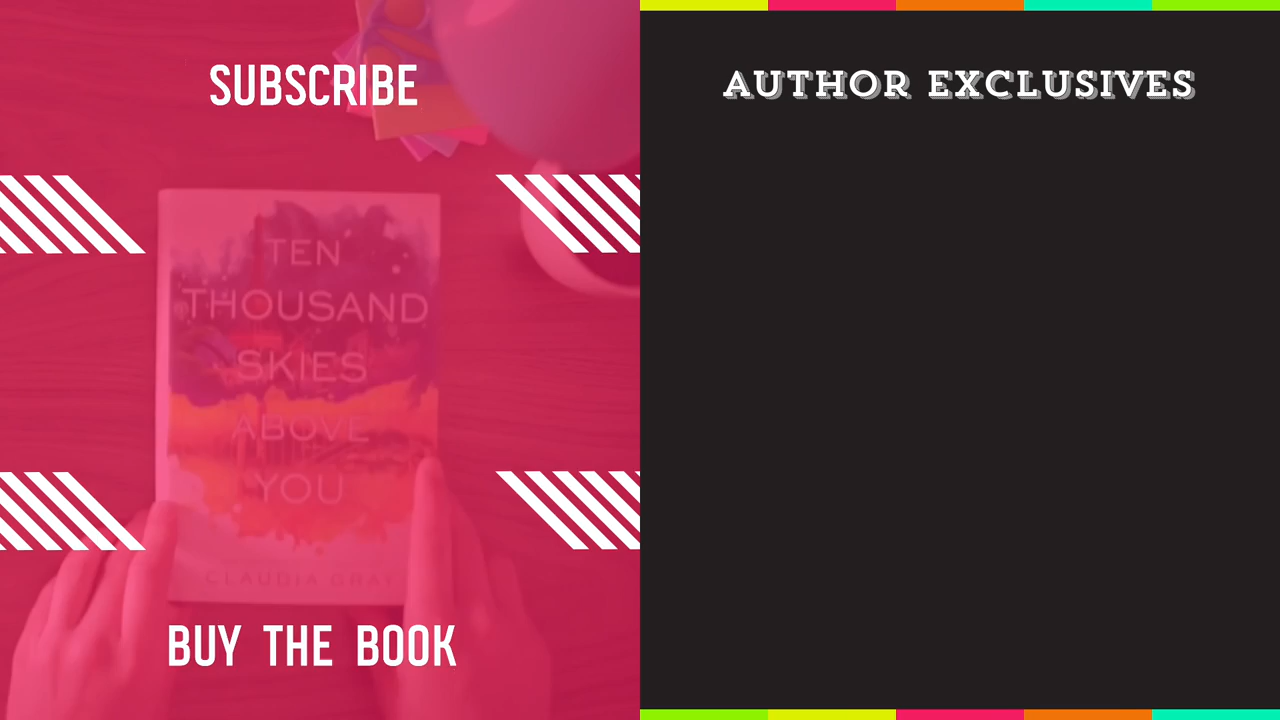 SUBSCRIBE
TEN
THOUSAND
SKIES
ABOVE
YOU
CLAUDIA GRAY
BUY THE BOOK
AUTHOR EXCLUSIVES